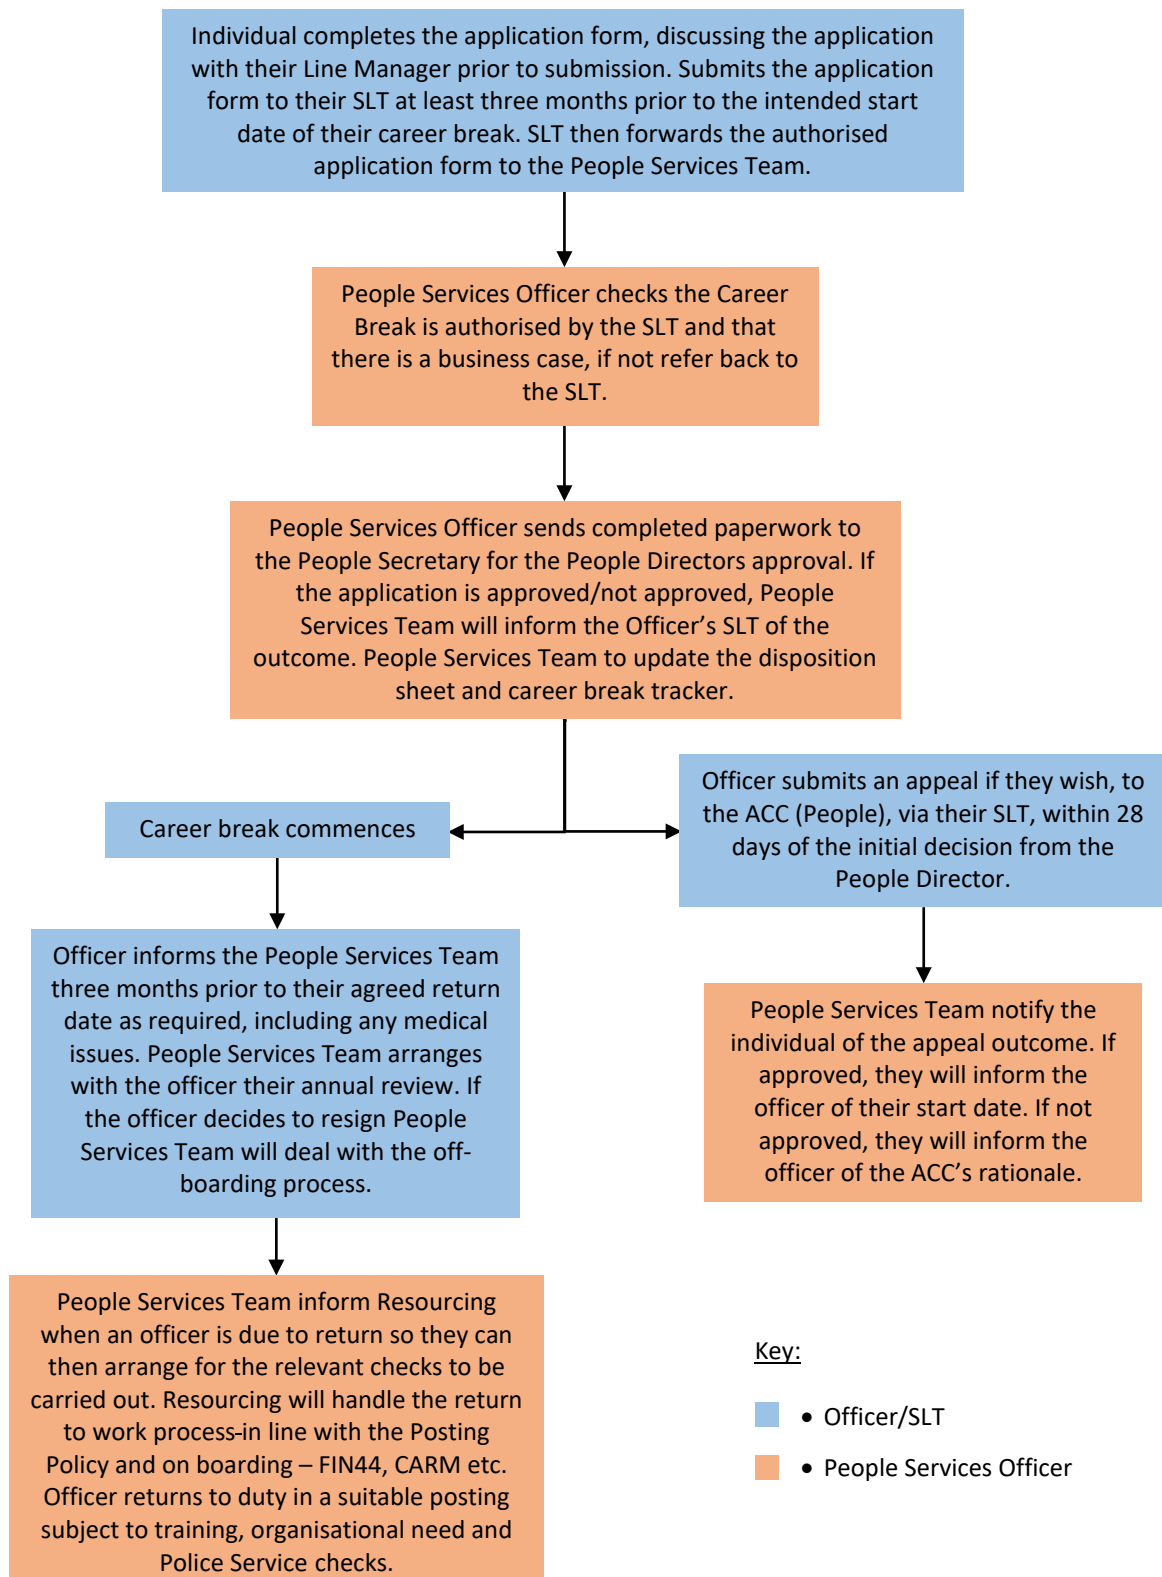 Individual completes the application form, discussing the application
with their Line Manager prior to submission. Submits the application
form to their SLT at least three months prior to the intended start
date of their career break. SLT then forwards the authorised
application form to the People Services Team.
People Services Officer checks the Career
Break is authorised by the SLT and that
there is a business case, if not refer back to
the SLT.
People Services Officer sends completed paperwork to
the People Secretary for the People Directors approval. If
the application is approved/not approved, People
Services Team will inform the Officer’s SLT of the
outcome. People Services Team to update the disposition
sheet and career break tracker.
Career break commences
Officer submits an appeal if they wish, to
the ACC (People), via their SLT, within 28
days of the initial decision from the
People Director.
Officer informs the People Services Team
three months prior to their agreed return
date as required, including any medical
issues. People Services Team arranges
with the officer their annual review. If
the officer decides to resign People
Services Team will deal with the off-
boarding process.
People Services Team notify the
individual of the appeal outcome. If
approved, they will inform the
officer of their start date. If not
approved, they will inform the
officer of the ACC’s rationale.
People Services Team inform Resourcing
when an officer is due to return so they can
then arrange for the relevant checks to be
carried out. Resourcing will handle the return
to work process-in line with the Posting
Policy and on boarding – FIN44, CARM etc.
Officer returns to duty in a suitable posting
subject to training, organisational need and
Police Service checks.
Key:
• Officer/SLT
• People Services Officer